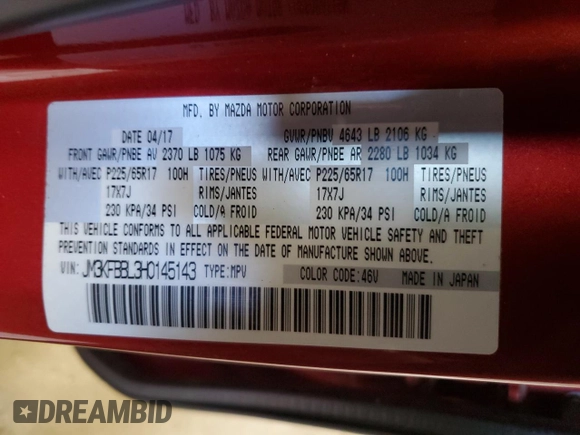 MFD. BY MAZDA MOTOR CORPORATION
DATE 04/17 GVWR/PNBV 4643 LB 2106 KG
FRONT GAWR/PNBE AV 2370 LB 1075 KG REAR GAWR/PNBE AR 2280 LB 1034 KG
WITH/AVEC P225/65R17 100H TIRES/PNEUS WITH/AVEC P225/65R17 100H TIRES/PNEUS
17X7J RIMS/JANTES 17X7J RIMS/JANTES
230 KPA/34 PSI COLD/A FROID 230 KPA/34 PSI COLD/A FROID
THIS VEHICLE CONFORMS TO ALL APPLICABLE FEDERAL MOTOR VEHICLE SAFETY AND THEFT
PREVENTION STANDARDS IN EFFECT ON THE DATE OF MANUFACTURE SHOWN ABOVE.
VIN: JM3KFBBL3H0145143 TYPE:MPV COLOR CODE:46V MADE IN JAPAN
DREAMBID